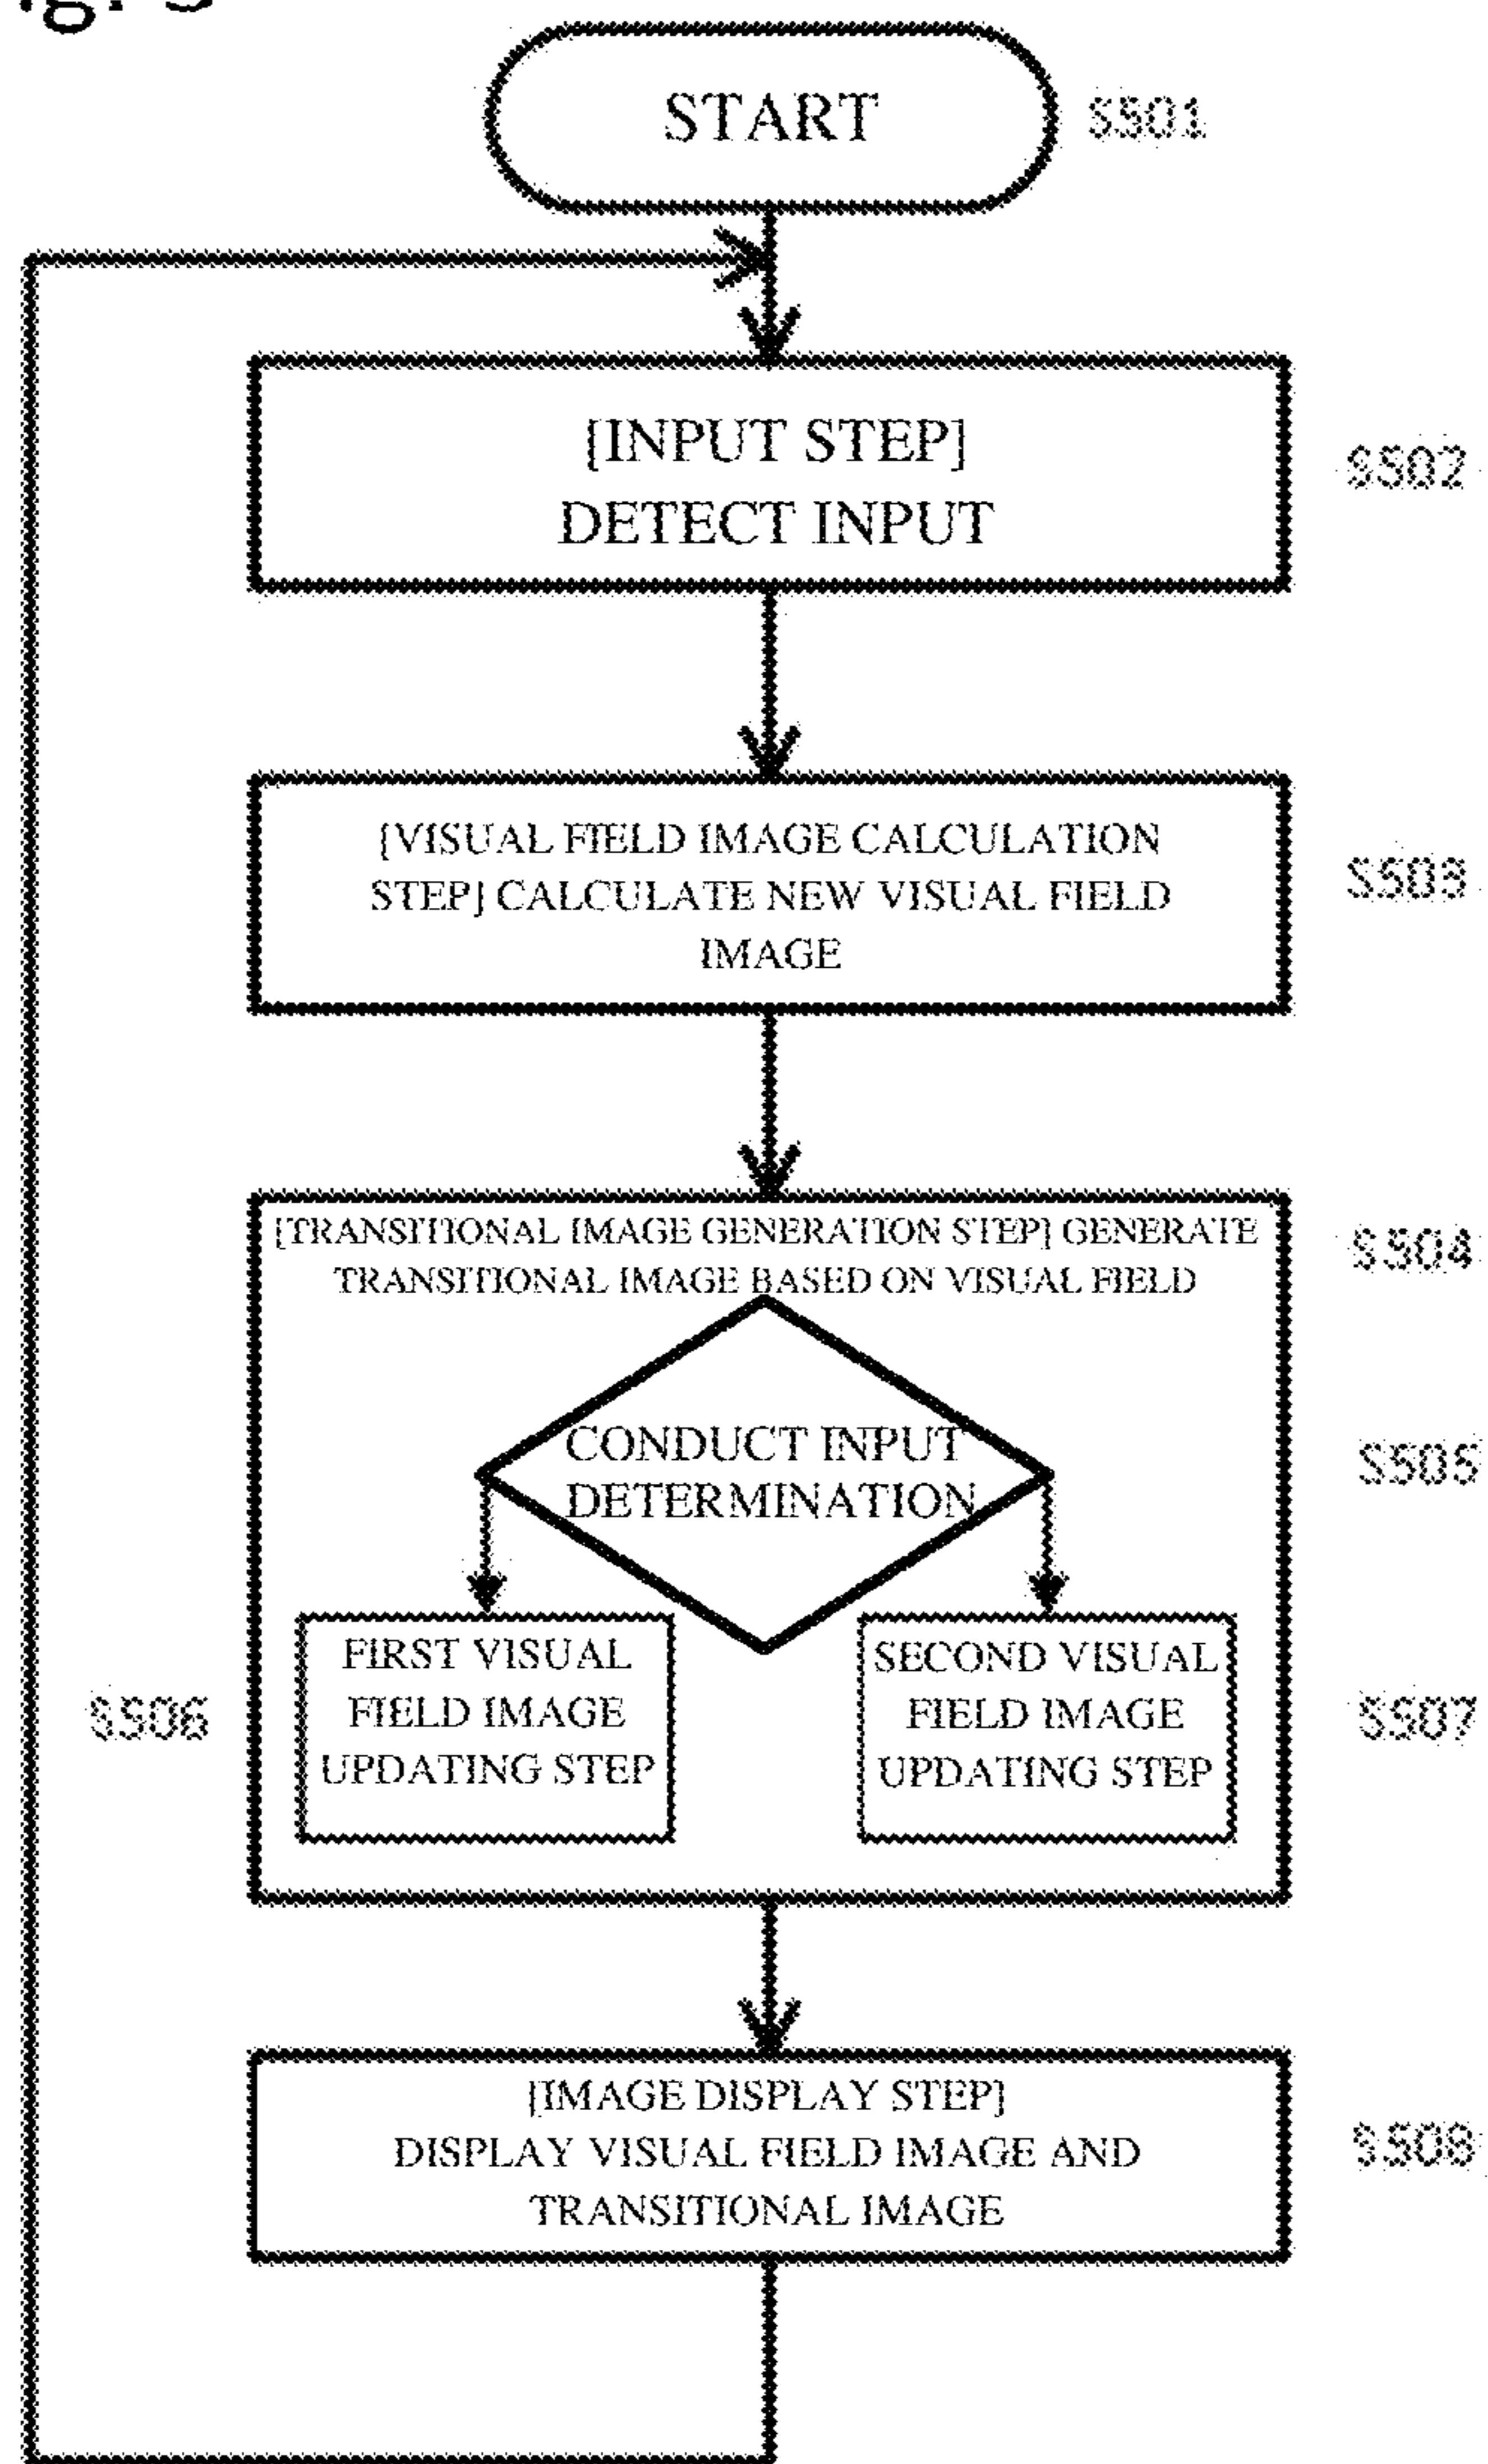 START
S501
[INPUT STEP]
DETECT INPUT
S502
[VISUAL FIELD IMAGE CALCULATION
STEP] CALCULATE NEW VISUAL FIELD
IMAGE
S503
[TRANSITIONAL IMAGE GENERATION STEP] GENERATE
TRANSITIONAL IMAGE BASED ON VISUAL FIELD
S504
CONDUCT INPUT
DETERMINATION
S505
FIRST VISUAL
FIELD IMAGE
UPDATING STEP
S506
SECOND VISUAL
FIELD IMAGE
UPDATING STEP
S507
[IMAGE DISPLAY STEP]
DISPLAY VISUAL FIELD IMAGE AND
TRANSITIONAL IMAGE
S508